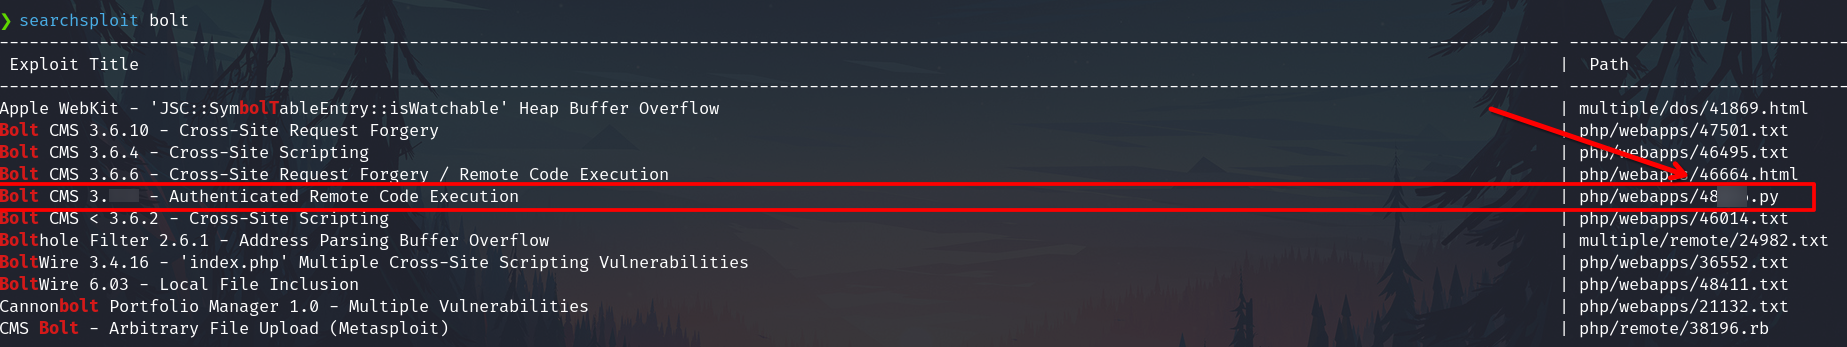 ❯ searchsploit bolt
Exploit Title | Path
Apple WebKit - 'JSC::SymbolTableEntry::isWatchable' Heap Buffer Overflow | multiple/dos/41869.html
Bolt CMS 3.6.10 - Cross-Site Request Forgery | php/webapps/47501.txt
Bolt CMS 3.6.4 - Cross-Site Scripting | php/webapps/46495.txt
Bolt CMS 3.6.6 - Cross-Site Request Forgery / Remote Code Execution | php/webapps/46664.html
Bolt CMS 3. - Authenticated Remote Code Execution | php/webapps/48 .py
Bolt CMS < 3.6.2 - Cross-Site Scripting | php/webapps/46014.txt
Bolthole Filter 2.6.1 - Address Parsing Buffer Overflow | multiple/remote/24982.txt
BoltWire 3.4.16 - 'index.php' Multiple Cross-Site Scripting Vulnerabilities | php/webapps/36552.txt
BoltWire 6.03 - Local File Inclusion | php/webapps/48411.txt
Cannonbolt Portfolio Manager 1.0 - Multiple Vulnerabilities | php/webapps/21132.txt
CMS Bolt - Arbitrary File Upload (Metasploit) | php/remote/38196.rb